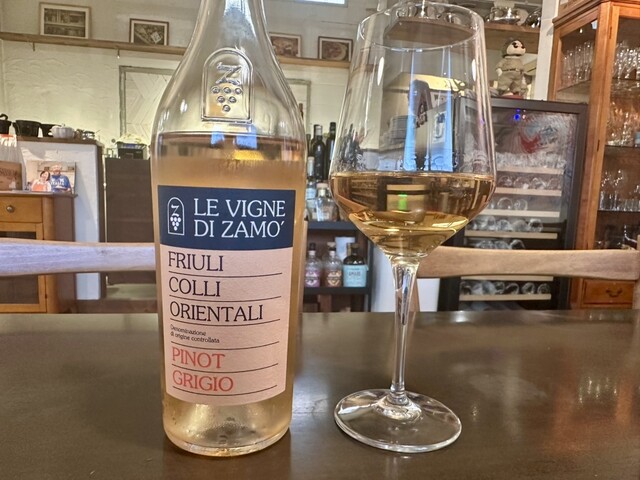 LE VIGNE
DI ZAMO'
FRIULI
COLLI
ORIENTALI
Denominazione
di origine controllata
PINOT
GRIGIO